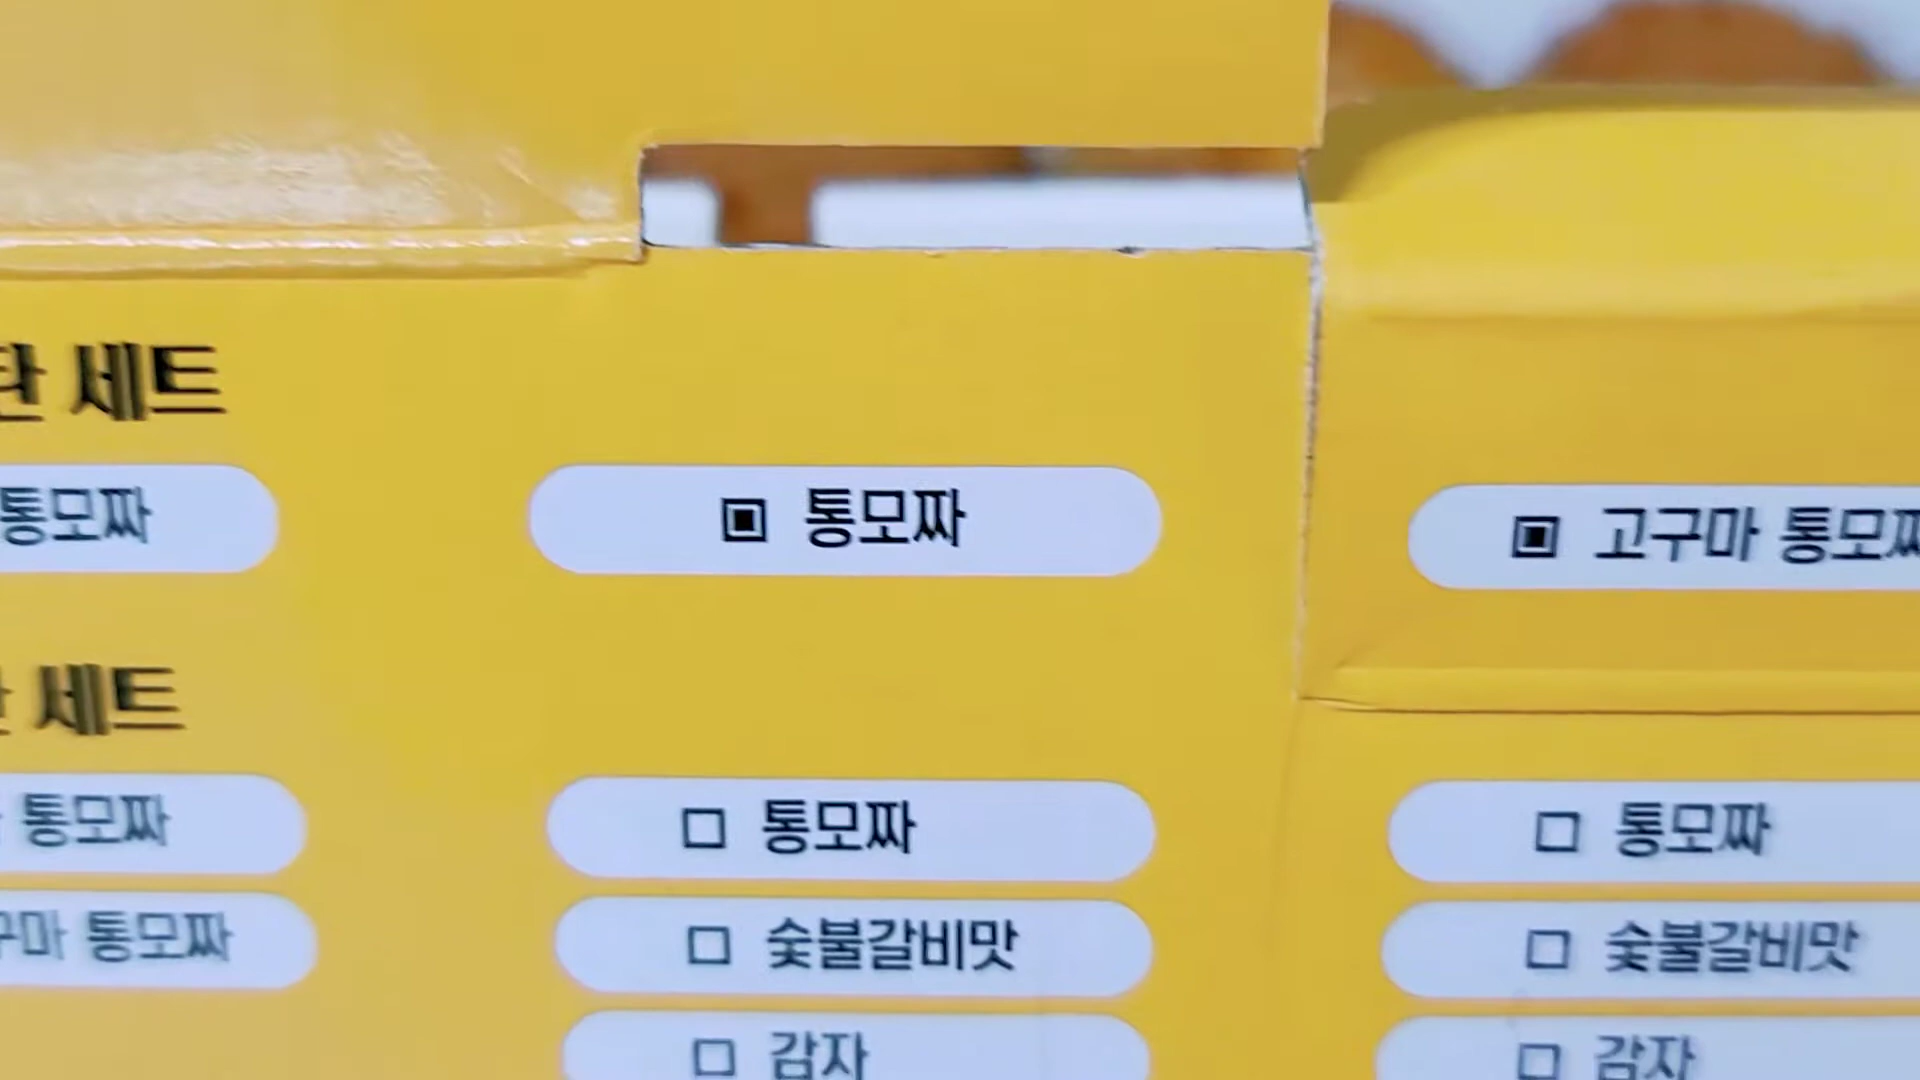 세트
통모짜
▣ 통모짜
▣ 고구마 통모짜
세트
통모짜
□ 통모짜
□ 통모짜
통모짜
□ 숯불갈비맛
□ 숯불갈비맛
□ 감자
□ 감자